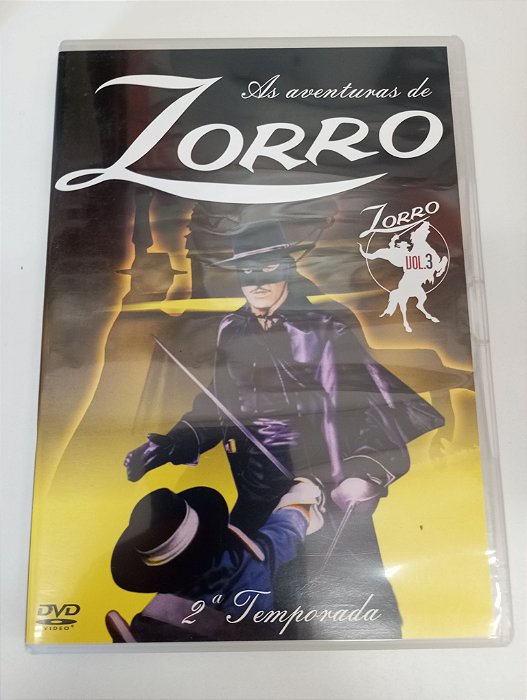 As aventuras de
ZORRO
ZORRO
VOL.3
2ª Temporada
DVD
VIDEO